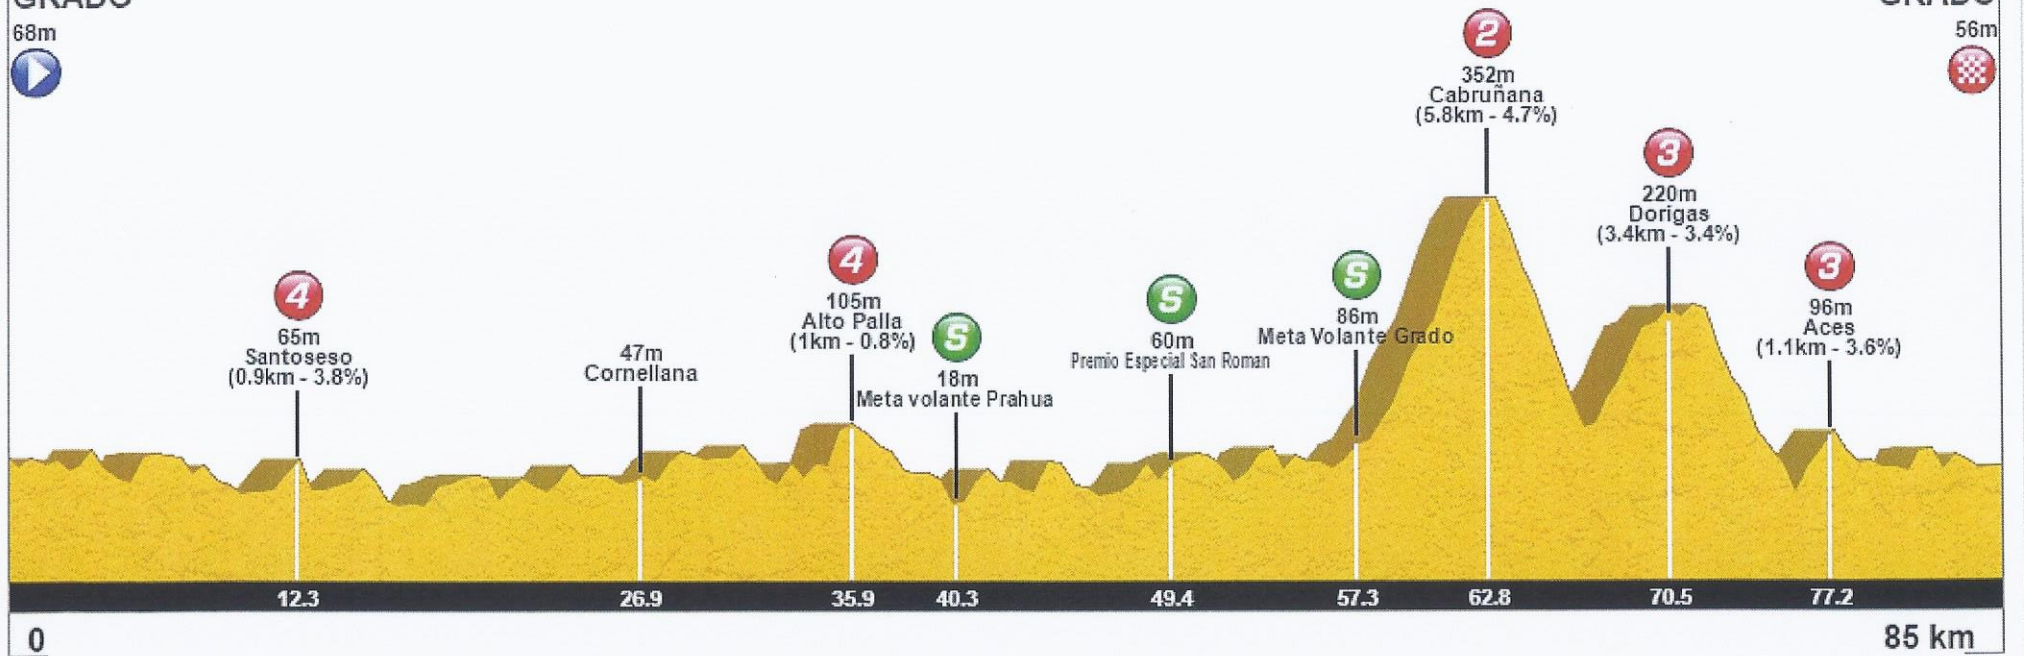 GRADO
68m
GRADO
56m
4
65m
Santoseso
(0.9km - 3.8%)
47m
Cornellana
4
105m
Alto Palla
(1km - 0.8%)
S
18m
Meta volante Prahua
S
60m
Premio Especial San Roman
S
86m
Meta Volante Grado
2
352m
Cabruñana
(5.8km - 4.7%)
3
220m
Dorigas
(3.4km - 3.4%)
3
96m
Aces
(1.1km - 3.6%)
12.3 26.9 35.9 40.3 49.4 57.3 62.8 70.5 77.2
0 85 km